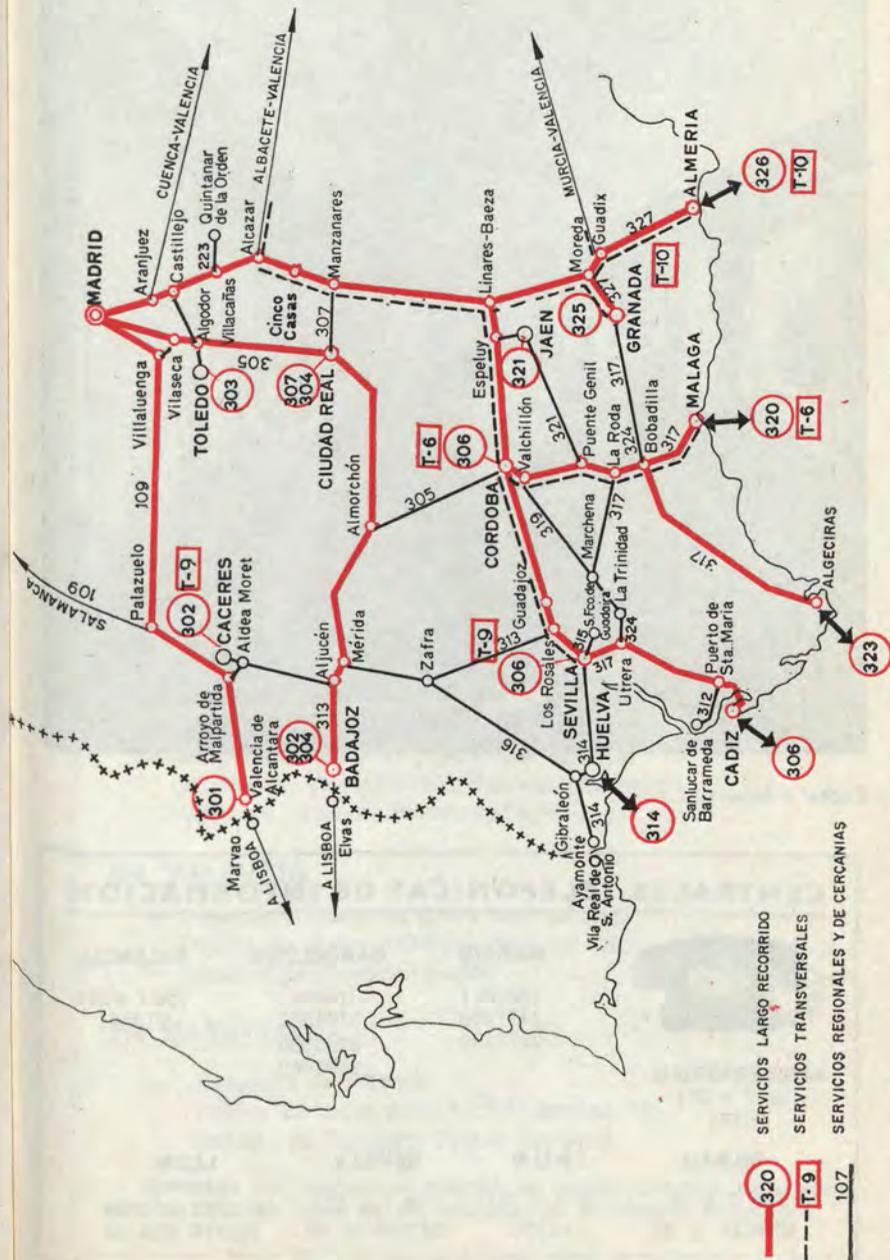 MADRID
Aranjuez
Castillejo
CUENCA-VALENCIA
223
Quintanar
de la Orden
Villacañas
Alcazar
ALBACETE-VALENCIA
Cinco
Casas
Manzanares
307
Villaluenga
Vilaseca
Algodor
TOLEDO
303
305
307
304
CIUDAD REAL
109
Palazuelo
SALAMANCA
109
302
T-9
CACERES
Aldea Moret
Arroyo de
Malpartida
301
Valencia de
Alcantara
Marvao
A LISBOA
Aljucén
Mérida
313
302
304
BADAJOZ
Elvas
A LISBOA
Almorchón
305
Zafra
313
316
Linares-Baeza
Espeluy
321
JAEN
T-6
306
CORDOBA
Valchillón
319
321
Puente Genil
La Roda
317
324
Bobadilla
317
MALAGA
320
T-6
Moreda
Guadix
MURCIA-VALENCIA
325
327
GRANADA
327
T-10
ALMERIA
326
T-10
317
Marchena
Guadajoz
Los Rosales
T-9
306
SEVILLA
315
S. Fco. de
Guadaira
La Trinidad
324
317
Utrera
314
HUELVA
314
Gibraleón
314
Ayamonte
Vila Real de
S. Antonio
Puerto de
Sta. Maria
312
Sanlucar de
Barrameda
CADIZ
306
317
ALGECIRAS
323
320 SERVICIOS LARGO RECORRIDO
T-9 SERVICIOS TRANSVERSALES
107 SERVICIOS REGIONALES Y DE CERCANIAS